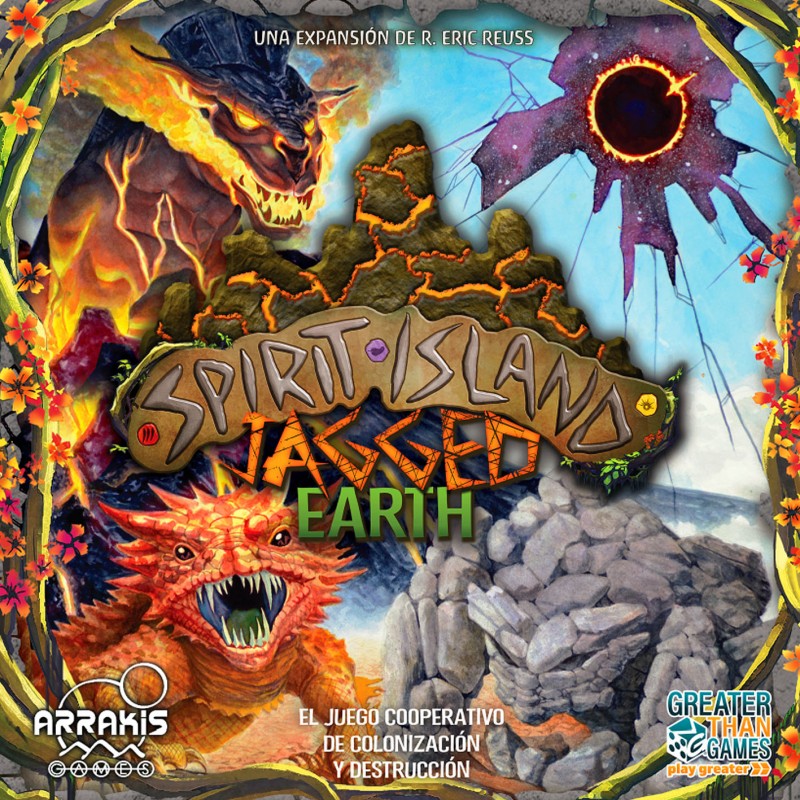 UNA EXPANSIÓN DE R. ERIC REUSS
SPIRIT ISLAND
JAGGED
EARTH
EL JUEGO COOPERATIVO
DE COLONIZACIÓN
Y DESTRUCCIÓN
ARRAKIS
GAMES
GREATER
THAN
GAMES
play greater